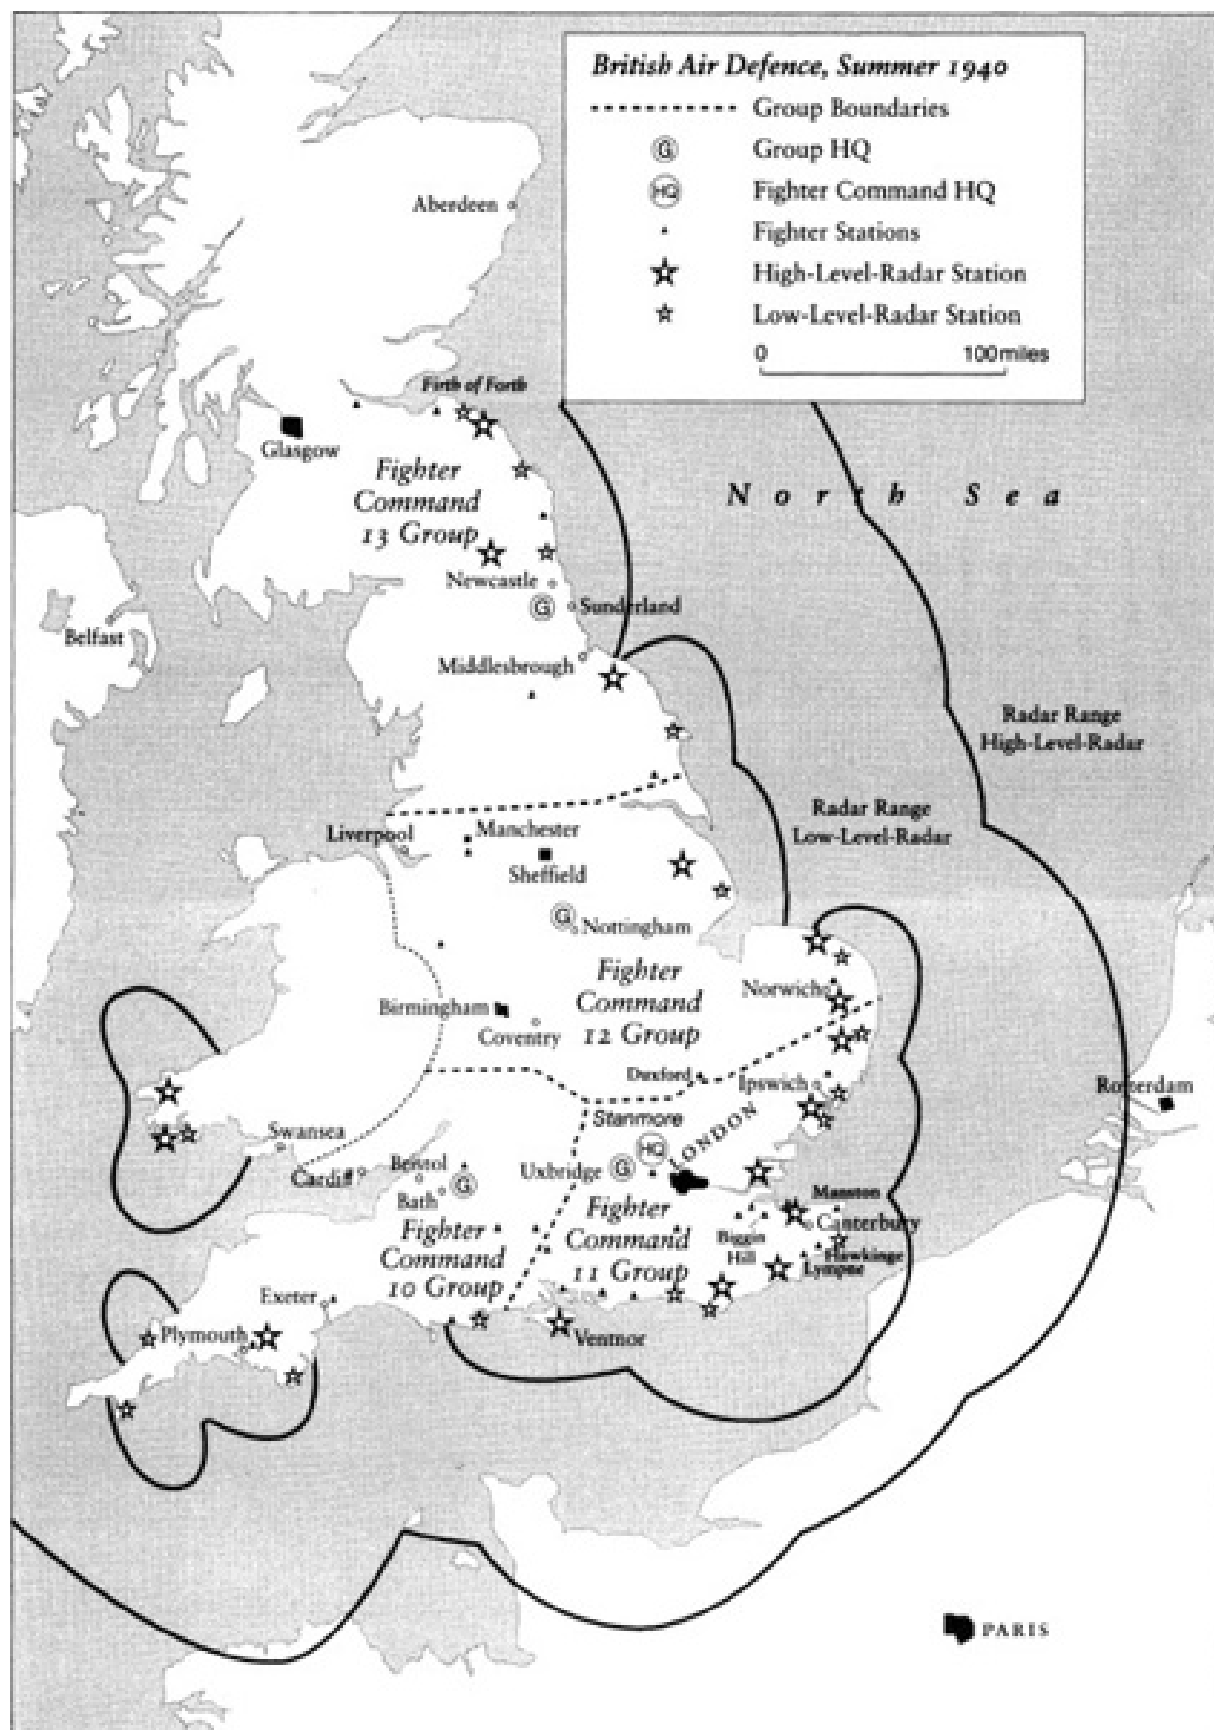 British Air Defence, Summer 1940
Group Boundaries
G Group HQ
HQ Fighter Command HQ
Fighter Stations
High-Level-Radar Station
Low-Level-Radar Station
0 100 miles
Aberdeen
Firth of Forth
Glasgow
Fighter
Command
13 Group
North Sea
Newcastle
G
Sunderland
Belfast
Middlesbrough
Radar Range
High-Level-Radar
Radar Range
Low-Level-Radar
Liverpool
Manchester
Sheffield
G
Nottingham
Fighter
Command
12 Group
Norwich
Birmingham
Coventry
Duxford
Ipswich
Rotterdam
Stanmore
HQ
LONDON
Swansea
Cardiff
Bristol
Bath
G
Uxbridge
G
Manston
Canterbury
Fighter
Command
10 Group
Fighter
Command
11 Group
Biggin
Hill
Hawkinge
Lympne
Exeter
Plymouth
Ventnor
PARIS